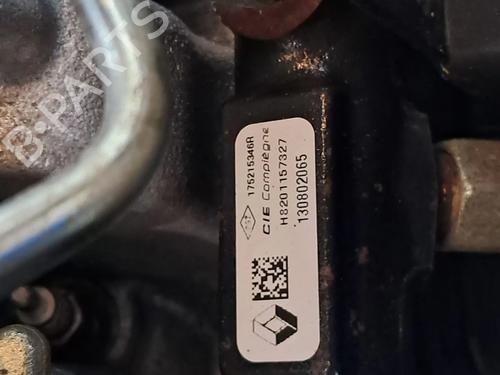 175215346R
CIE Compiègne
H8201157327
130802065
B-PARTS